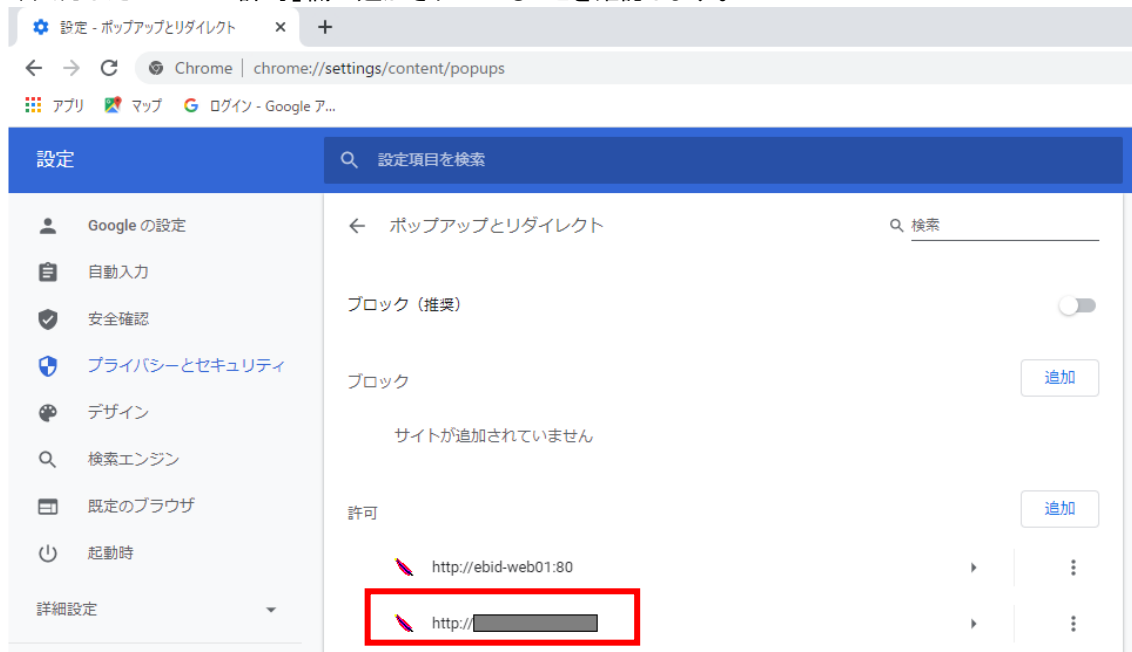 設定 - ポップアップとリダイレクト
Chrome | chrome://settings/content/popups
アプリ マップ ログイン - Google ア...
設定
設定項目を検索
Google の設定
自動入力
安全確認
プライバシーとセキュリティ
デザイン
検索エンジン
既定のブラウザ
起動時
詳細設定
ポップアップとリダイレクト
検索
ブロック（推奨）
ブロック
追加
サイトが追加されていません
許可
追加
http://ebid-web01:80
http://